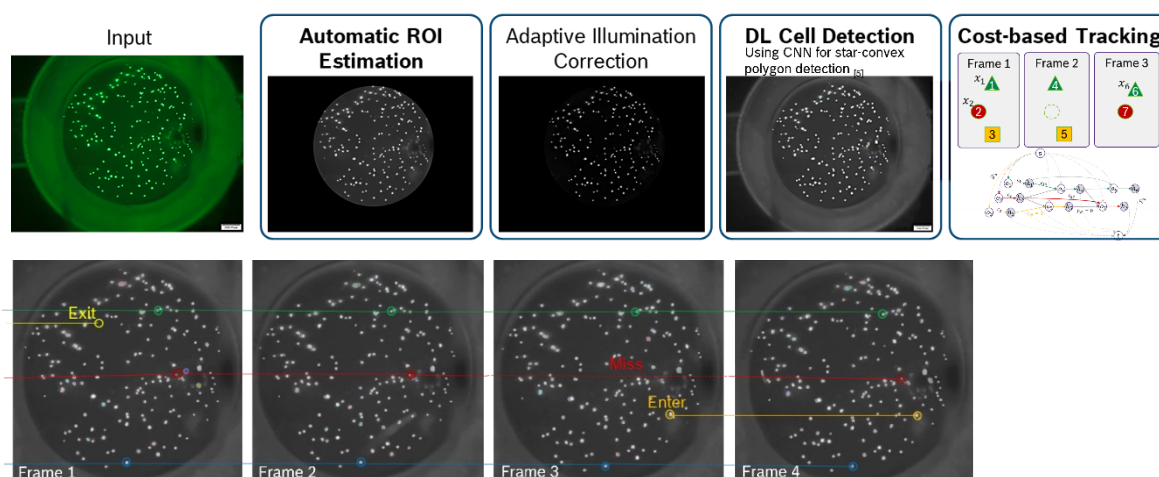 Input
Automatic ROI
Estimation
Adaptive Illumination
Correction
DL Cell Detection
Using CNN for star-convex
polygon detection [5]
Cost-based Tracking
Frame 1
Frame 2
Frame 3
x₁
1
4
x₆
6
x₂
2
7
3
5
Exit
Miss
Enter
Frame 1
Frame 2
Frame 3
Frame 4